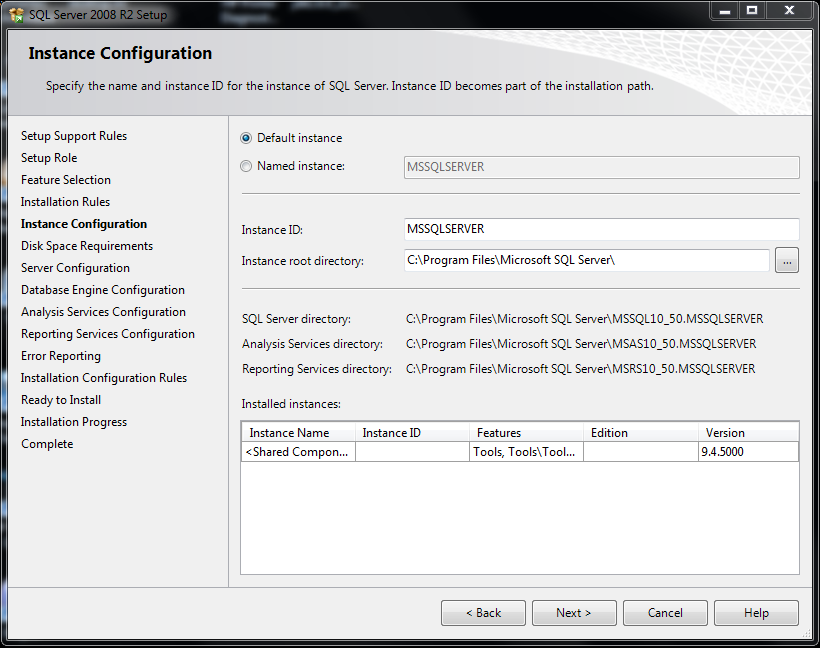 SQL Server 2008 R2 Setup
Instance Configuration
Specify the name and instance ID for the instance of SQL Server. Instance ID becomes part of the installation path.
Setup Support Rules
Setup Role
Feature Selection
Installation Rules
Instance Configuration
Disk Space Requirements
Server Configuration
Database Engine Configuration
Analysis Services Configuration
Reporting Services Configuration
Error Reporting
Installation Configuration Rules
Ready to Install
Installation Progress
Complete
Default instance
Named instance: MSSQLSERVER
Instance ID: MSSQLSERVER
Instance root directory: C:\Program Files\Microsoft SQL Server\ ...
SQL Server directory: C:\Program Files\Microsoft SQL Server\MSSQL10_50.MSSQLSERVER
Analysis Services directory: C:\Program Files\Microsoft SQL Server\MSAS10_50.MSSQLSERVER
Reporting Services directory: C:\Program Files\Microsoft SQL Server\MSRS10_50.MSSQLSERVER
Installed instances:
Instance Name Instance ID Features Edition Version
<Shared Compon... Tools, Tools\Tool... 9.4.5000
< Back Next > Cancel Help